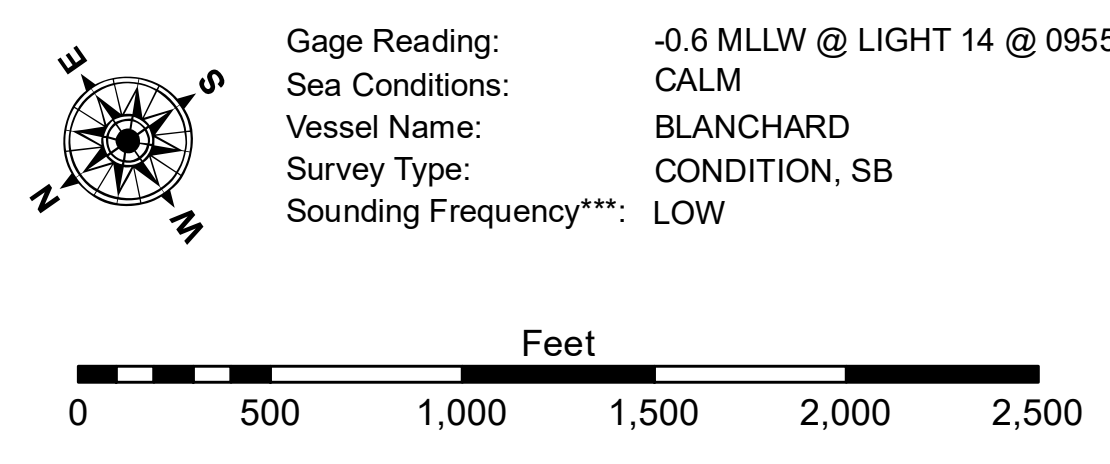 E
S
N
W
Gage Reading: -0.6 MLLW @ LIGHT 14 @ 0955
Sea Conditions: CALM
Vessel Name: BLANCHARD
Survey Type: CONDITION, SB
Sounding Frequency***: LOW
Feet
0 500 1,000 1,500 2,000 2,500